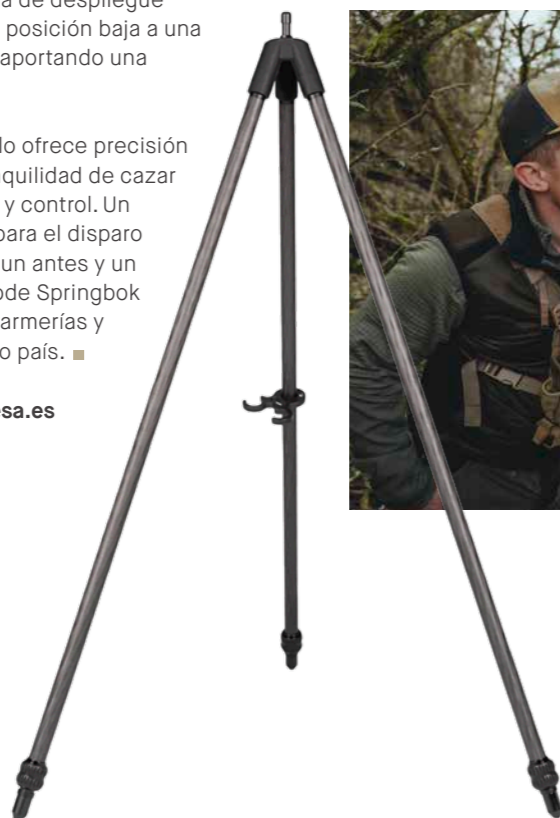 a de despliegue
posición baja a una
aportando una
lo ofrece precisión
quilidad de cazar
y control. Un
para el disparo
un antes y un
ode Springbok
armerías y
o país.
sa.es